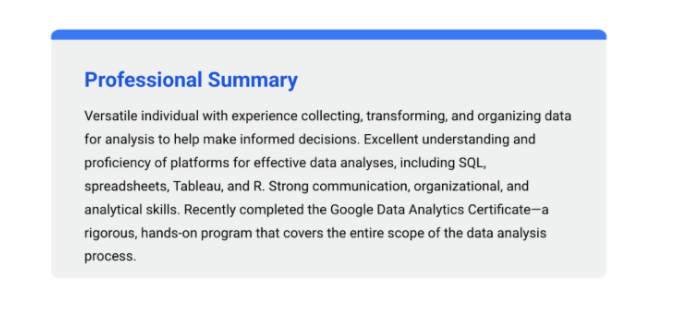 Professional Summary
Versatile individual with experience collecting, transforming, and organizing data
for analysis to help make informed decisions. Excellent understanding and
proficiency of platforms for effective data analyses, including SQL,
spreadsheets, Tableau, and R. Strong communication, organizational, and
analytical skills. Recently completed the Google Data Analytics Certificate—a
rigorous, hands-on program that covers the entire scope of the data analysis
process.